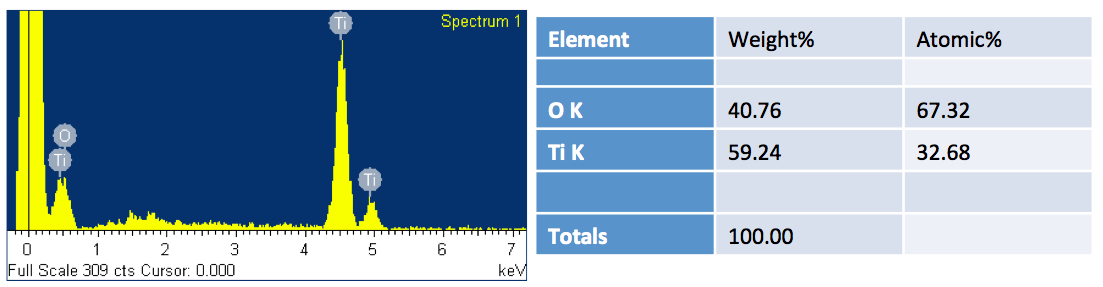 Spectrum 1
Ti
O
Ti
Ti
0 1 2 3 4 5 6 7
Full Scale 309 cts Cursor: 0.000 keV
Element Weight% Atomic%
O K 40.76 67.32
Ti K 59.24 32.68
Totals 100.00